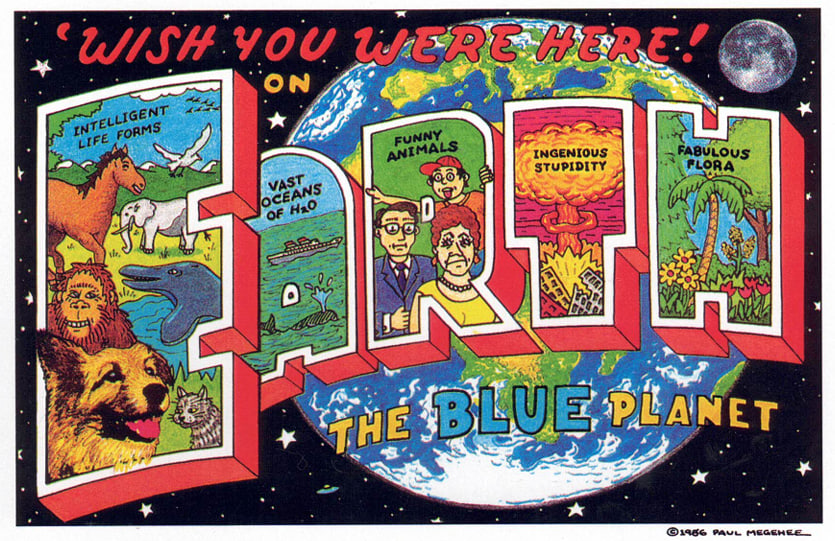 'WISH YOU WERE HERE!
ON
EARTH
INTELLIGENT
LIFE FORMS
VAST
OCEANS
OF H2O
FUNNY
ANIMALS
INGENIOUS
STUPIDITY
FABULOUS
FLORA
THE BLUE PLANET
©1986 PAUL MEGEHEE